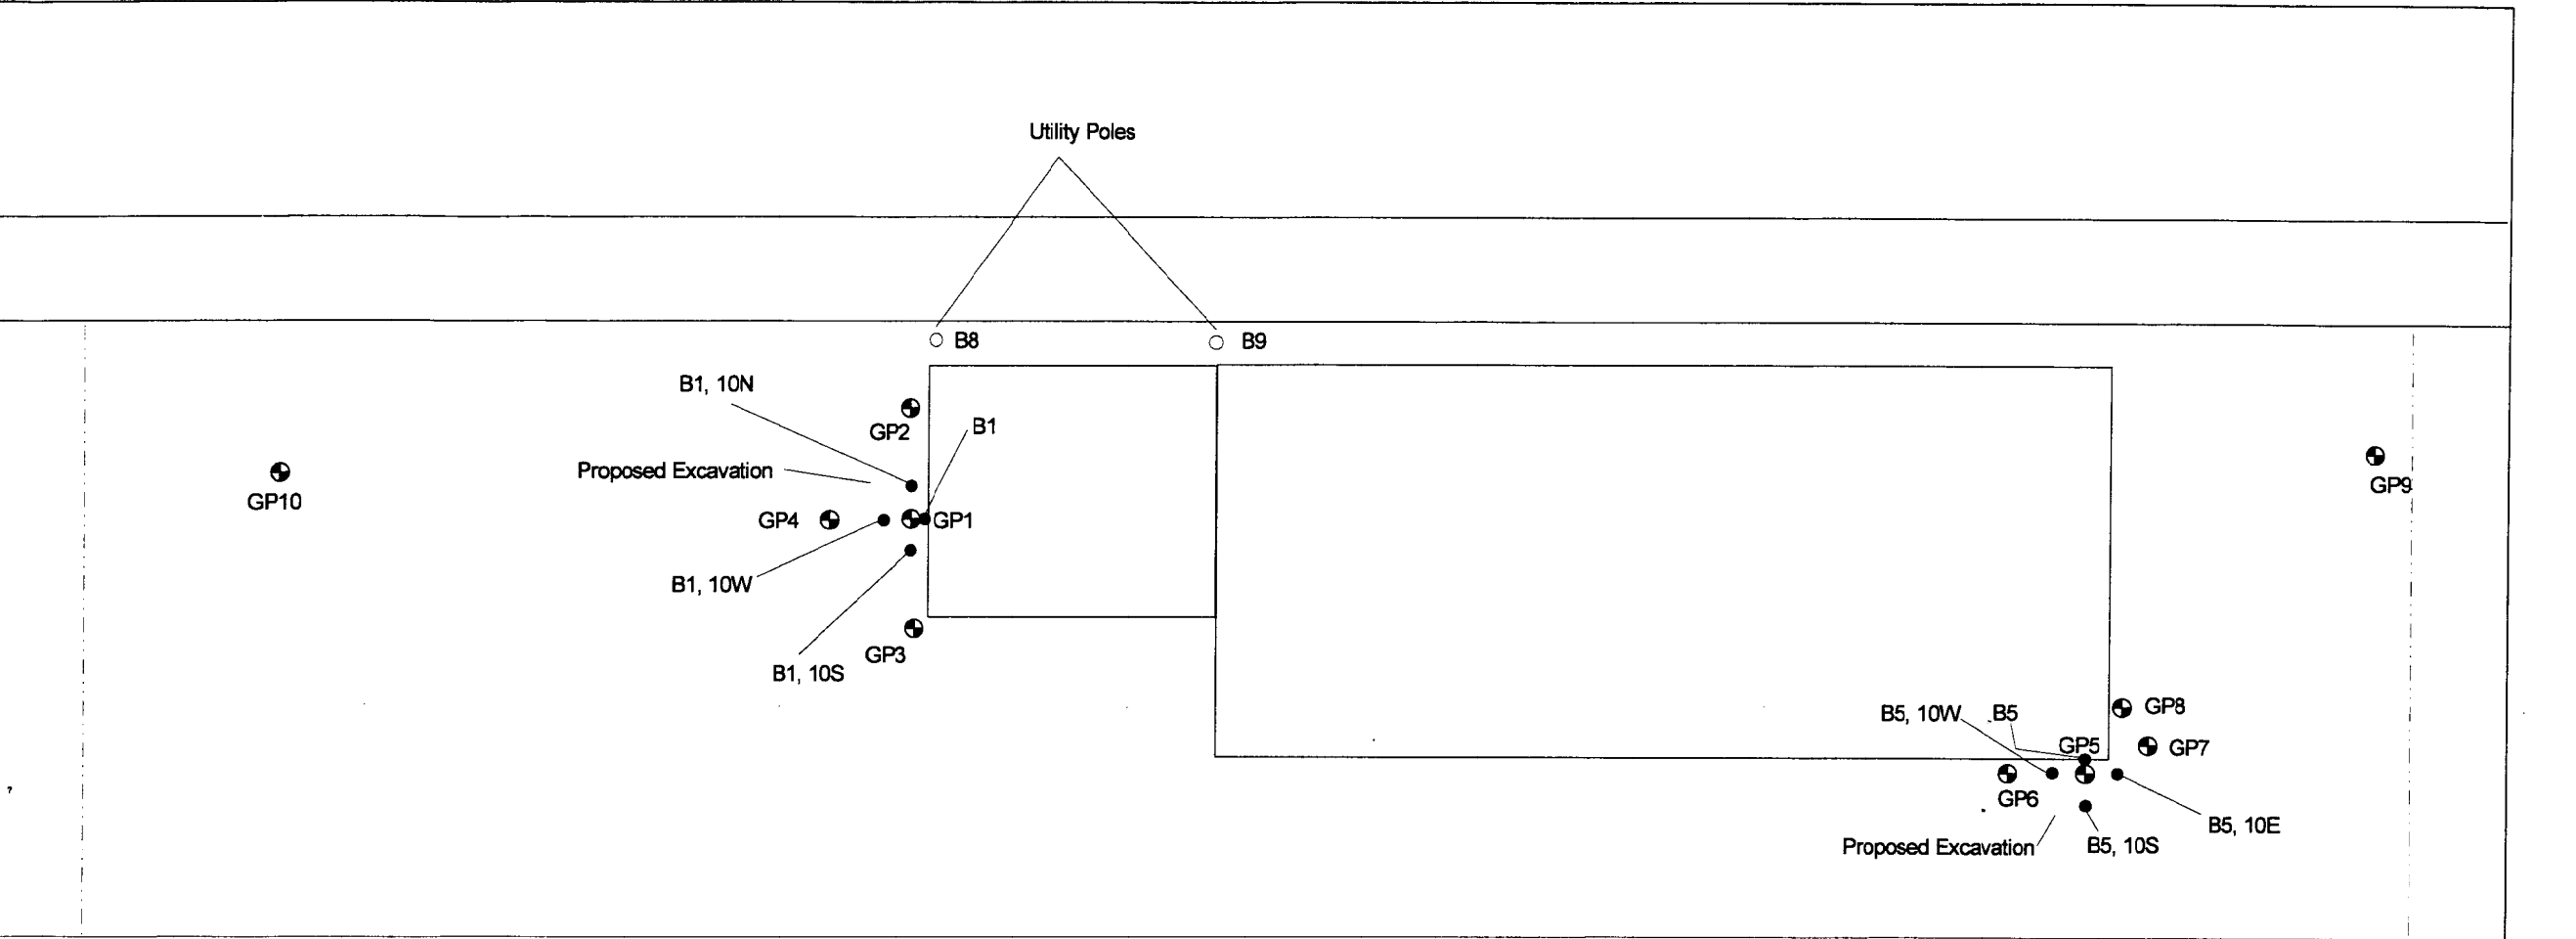 Utility Poles
B8
B9
B1, 10N
GP2
B1
Proposed Excavation
GP10
GP9
GP4
GP1
B1, 10W
GP3
B1, 10S
GP8
B5, 10W
B5
GP5
GP7
GP6
B5, 10E
Proposed Excavation
B5, 10S